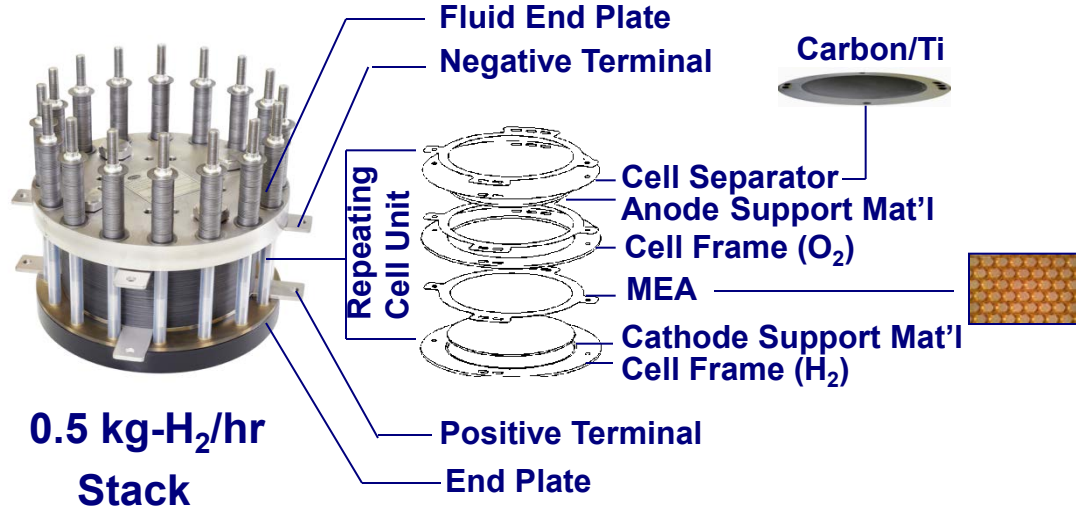 Fluid End Plate
Negative Terminal
Carbon/Ti
Repeating
Cell Unit
Cell Separator
Anode Support Mat'l
Cell Frame (O₂)
MEA
Cathode Support Mat'l
Cell Frame (H₂)
0.5 kg-H₂/hr
Stack
Positive Terminal
End Plate